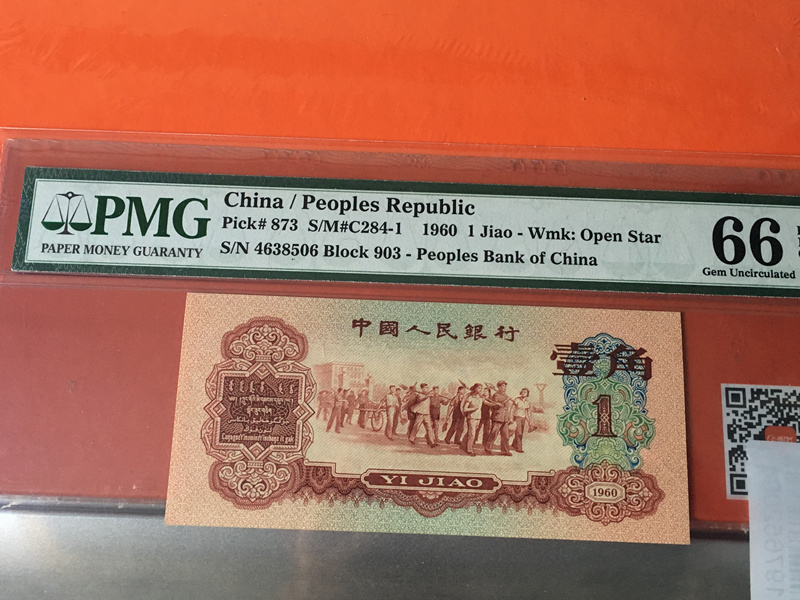 PMG
PAPER MONEY GUARANTY
China / Peoples Republic
Pick# 873 S/M#C284-1 1960 1 Jiao - Wmk: Open Star
S/N 4638506 Block 903 - Peoples Bank of China
66
Gem Uncirculated
中國人民銀行
壹角
1
YI JIAO
1960